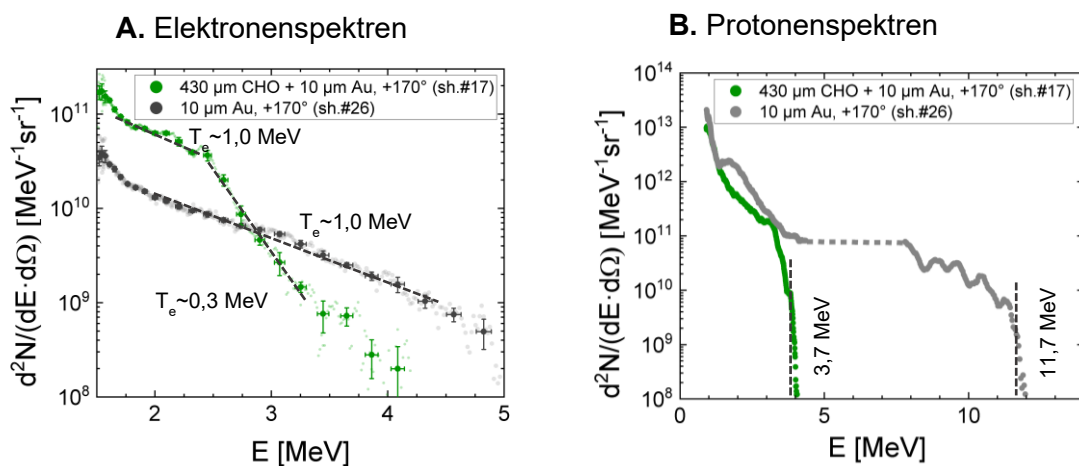 A. Elektronenspektren
430 µm CHO + 10 µm Au, +170° (sh.#17)
10 µm Au, +170° (sh.#26)
T_e~1,0 MeV
T_e~1,0 MeV
T_e~0,3 MeV
d²N/(dE·dΩ) [MeV⁻¹sr⁻¹]
10¹¹
10¹⁰
10⁹
10⁸
2 3 4 5
E [MeV]
B. Protonenspektren
430 µm CHO + 10 µm Au, +170° (sh.#17)
10 µm Au, +170° (sh.#26)
3,7 MeV
11,7 MeV
d²N/(dE·dΩ) [MeV⁻¹sr⁻¹]
10¹⁴
10¹³
10¹²
10¹¹
10¹⁰
10⁹
10⁸
0 5 10
E [MeV]